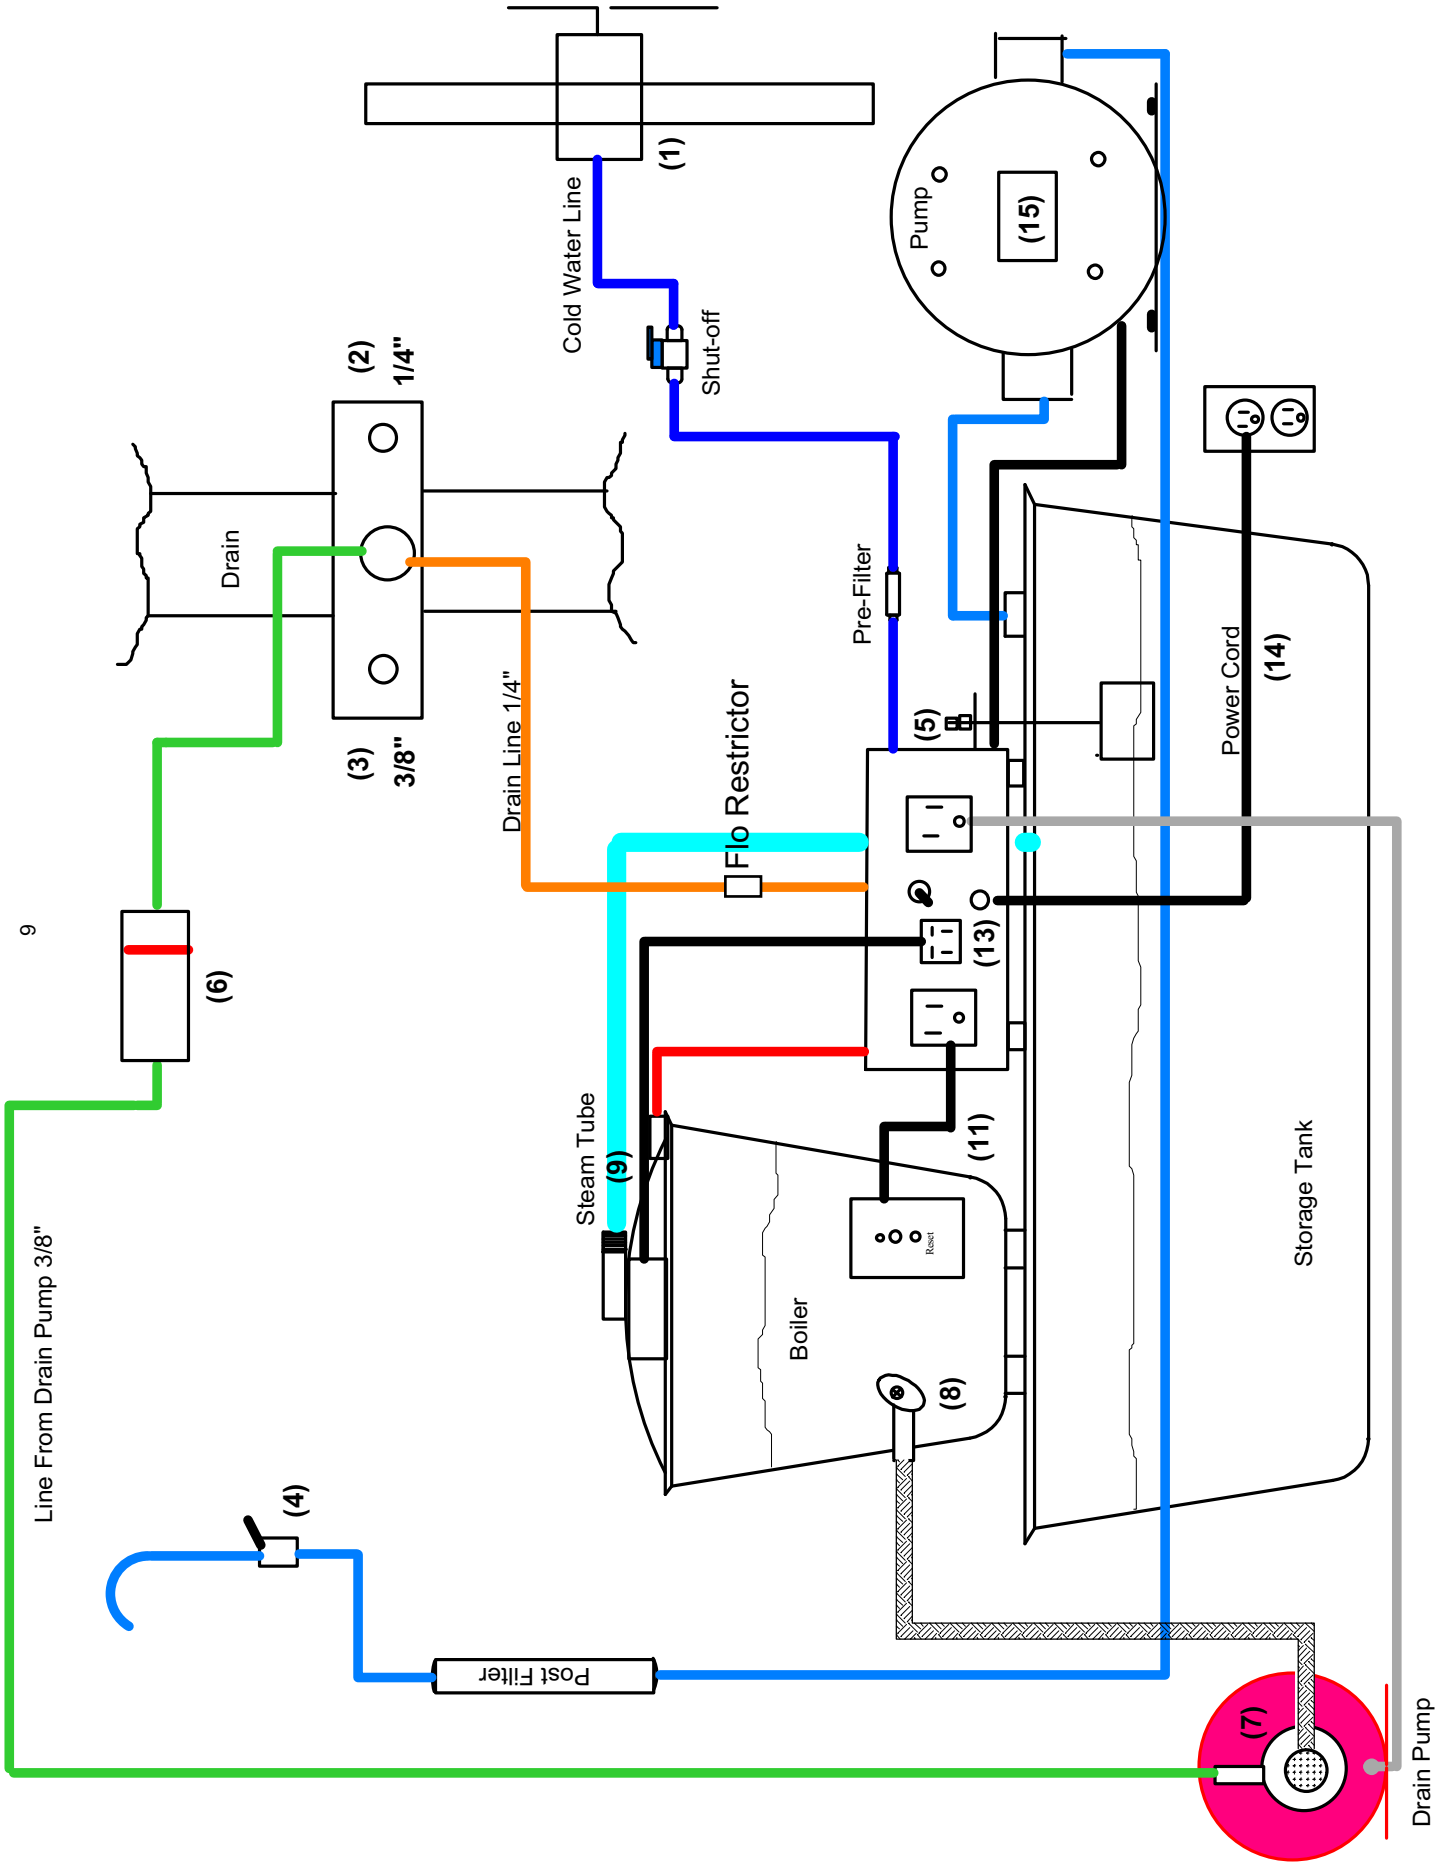 9
Line From Drain Pump 3/8"
(6)
Drain
(3)
3/8"
(2)
1/4"
(4)
Drain Line 1/4"
Cold Water Line
(1)
Shut-off
Steam Tube
(9)
Flo Restrictor
Pre-Filter
Pump
(15)
Post Filter
Boiler
Reset
(8)
(11)
(13)
(5)
Power Cord
(14)
Storage Tank
(7)
Drain Pump